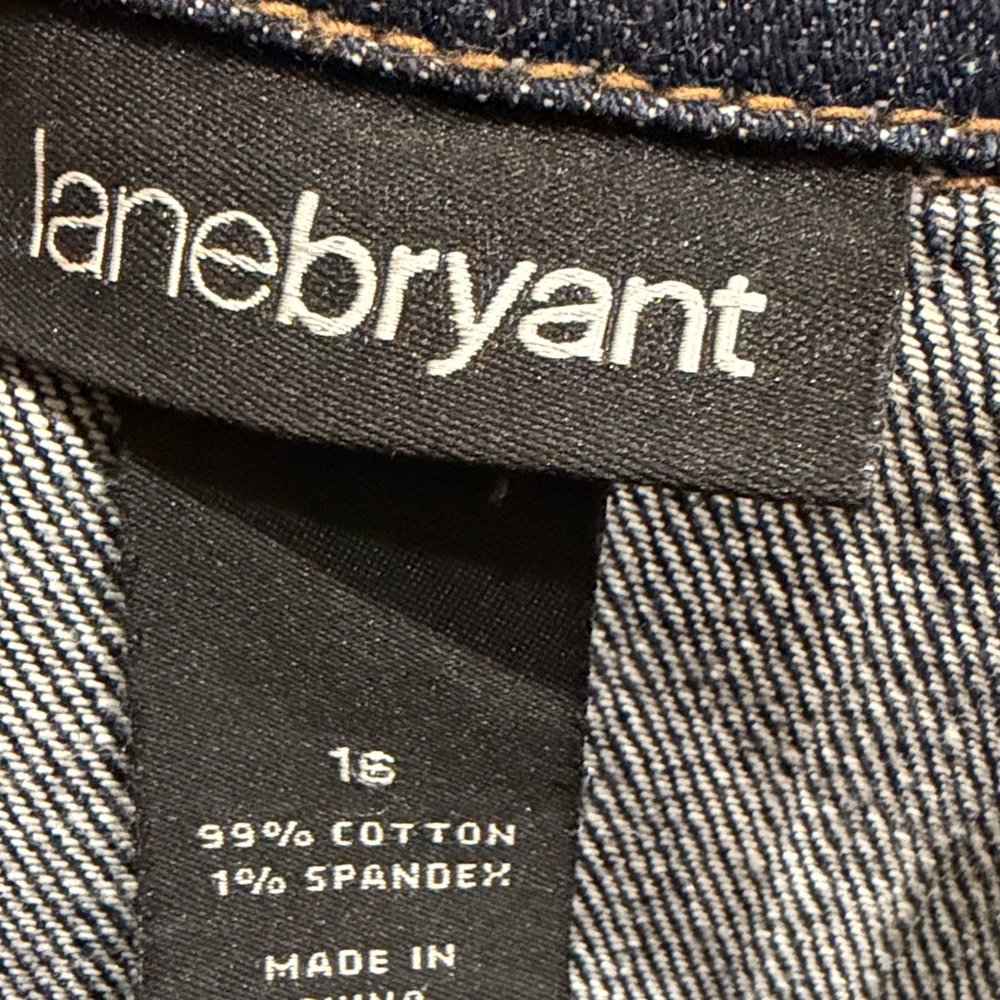 lanebryant
16
99% COTTON
1% SPANDEX
MADE IN